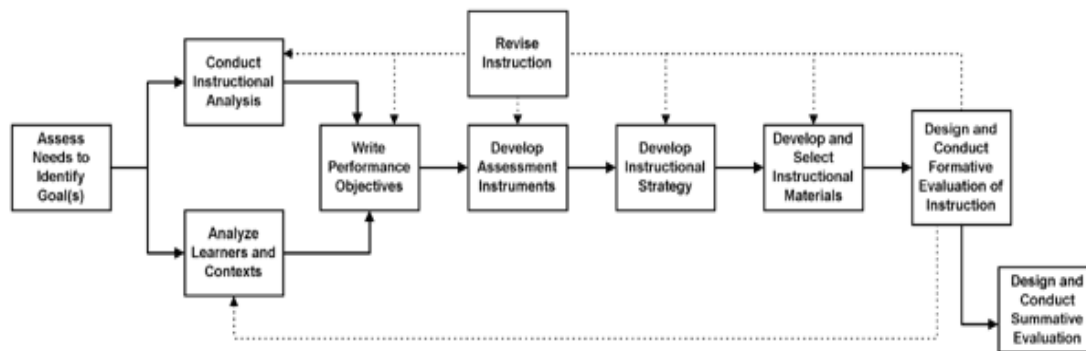 Revise
Instruction
Conduct
Instructional
Analysis
Assess
Needs to
Identify
Goal(s)
Write
Performance
Objectives
Develop
Assessment
Instruments
Develop
Instructional
Strategy
Develop and
Select
Instructional
Materials
Design and
Conduct
Formative
Evaluation of
Instruction
Analyze
Learners and
Contexts
Design and
Conduct
Summative
Evaluation